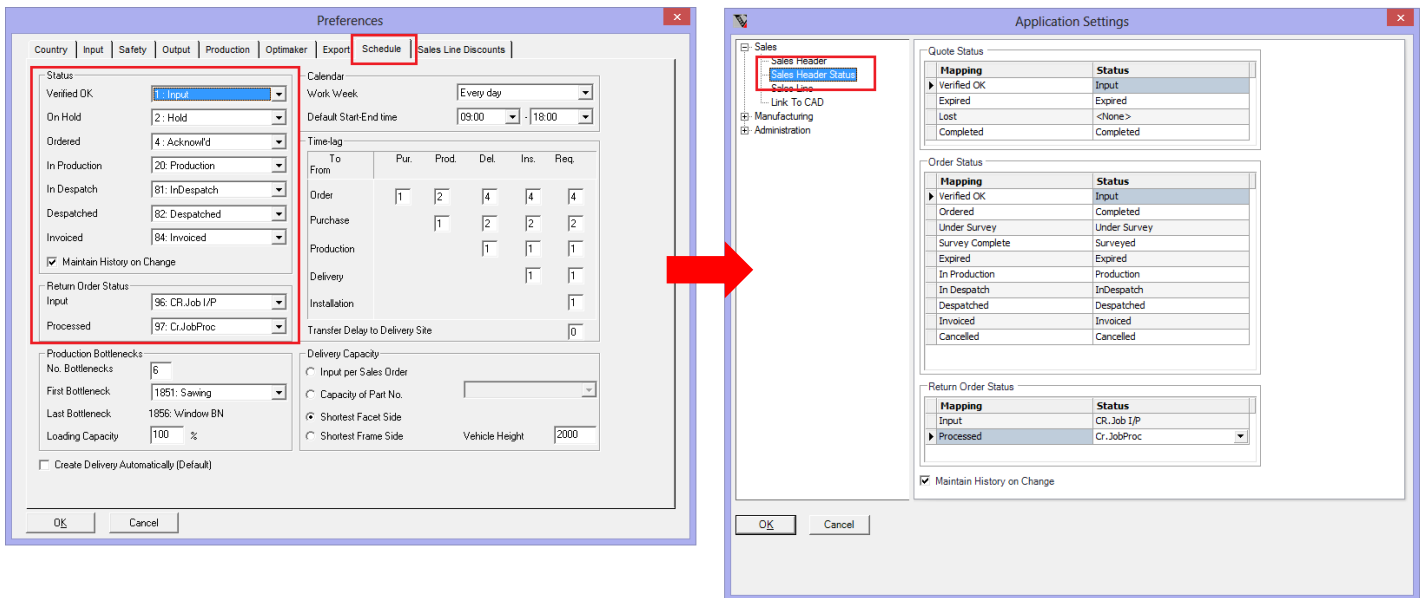 Preferences
Country Input Safety Output Production Optimaker Export Schedule Sales Line Discounts
Status
Verified OK 1 : Input
On Hold 2 : Hold
Ordered 4 : Acknowl'd
In Production 20: Production
In Despatch 81: InDespatch
Despatched 82: Despatched
Invoiced 84: Invoiced
Maintain History on Change
Return Order Status
Input 96: CR.Job I/P
Processed 97: Cr.JobProc
Production Bottlenecks
No. Bottlenecks 6
First Bottleneck 1851: Sawing
Last Bottleneck 1856: Window BN
Loading Capacity 100 %
Create Delivery Automatically (Default)
Calendar
Work Week Every day
Default Start-End time 09:00 - 18:00
Time-lag
To Pur. Prod. Del. Ins. Req.
From
Order 1 2 4 4 4
Purchase 1 2 2 2
Production 1 1 1
Delivery 1 1
Installation 1
Transfer Delay to Delivery Site 0
Delivery Capacity
Input per Sales Order
Capacity of Part No.
Shortest Facet Side
Shortest Frame Side Vehicle Height 2000
OK Cancel
Application Settings
Sales
Sales Header
Sales Header Status
Sales Line
Link To CAD
Manufacturing
Administration
Quote Status
Mapping Status
Verified OK Input
Expired Expired
Lost <None>
Completed Completed
Order Status
Mapping Status
Verified OK Input
Ordered Completed
Under Survey Under Survey
Survey Complete Surveyed
Expired Expired
In Production Production
In Despatch InDespatch
Despatched Despatched
Invoiced Invoiced
Cancelled Cancelled
Return Order Status
Mapping Status
Input CR.Job I/P
Processed Cr.JobProc
Maintain History on Change
OK Cancel